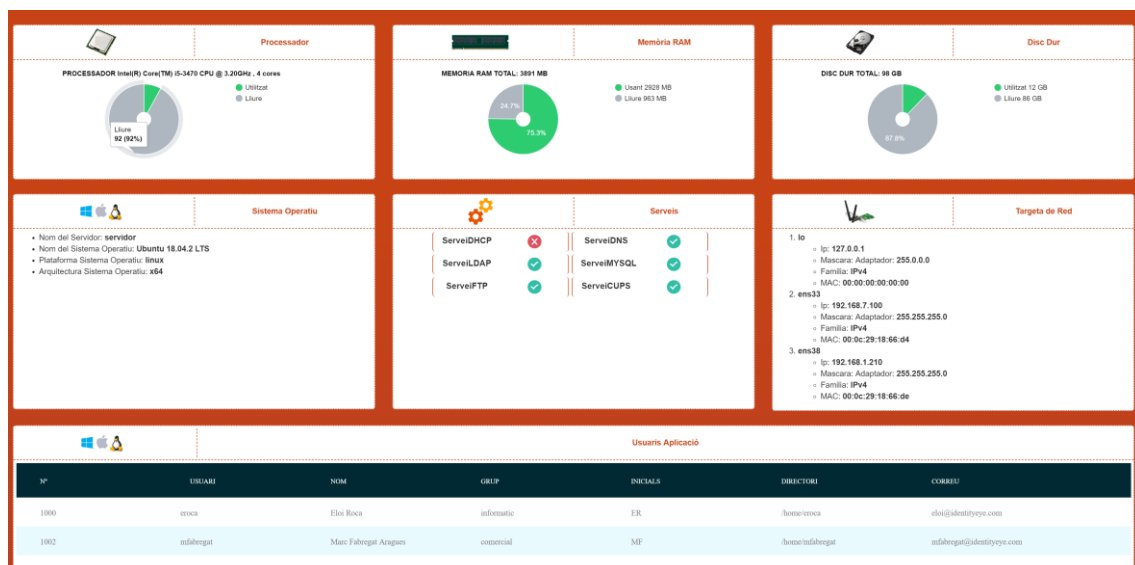 Processador
PROCESSADOR Intel(R) Core(TM) i5-3470 CPU @ 3.20GHz , 4 cores
Utilitzat
Lliure
Lliure
92 (92%)
Memòria RAM
MEMORIA RAM TOTAL: 3891 MB
Usant 2928 MB
Lliure 963 MB
24.7%
75.3%
Disc Dur
DISC DUR TOTAL: 98 GB
Utilitzat 12 GB
Lliure 86 GB
87.8%
Sistema Operatiu
• Nom del Servidor: servidor
• Nom del Sistema Operatiu: Ubuntu 18.04.2 LTS
• Plataforma Sistema Operatiu: linux
• Arquitectura Sistema Operatiu: x64
Serveis
ServeiDHCP ServeiDNS
ServeiLDAP ServeiMYSQL
ServeiFTP ServeiCUPS
Targeta de Red
1. lo
Ip: 127.0.0.1
Mascara: Adaptador: 255.0.0.0
Familia: IPv4
MAC: 00:00:00:00:00:00
2. ens33
Ip: 192.168.7.100
Mascara: Adaptador: 255.255.255.0
Familia: IPv4
MAC: 00:0c:29:18:66:d4
3. ens38
Ip: 192.168.1.210
Mascara: Adaptador: 255.255.255.0
Familia: IPv4
MAC: 00:0c:29:18:66:de
Usuaris Aplicació
Nº USUARI NOM GRUP INICIALS DIRECTORI CORREU
1000 eroca Eloi Roca informatic ER /home/eroca eloi@identityeye.com
1002 mfabregat Marc Fabregat Aragues comercial MF /home/mfabregat mfabregat@identityeye.com